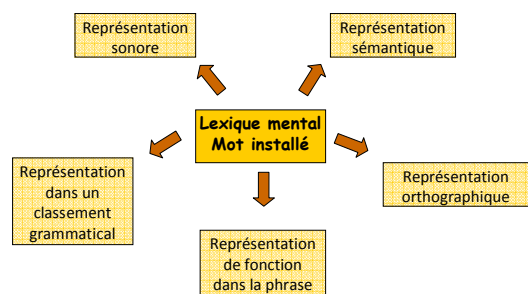 Représentation
sonore
Représentation
sémantique
Lexique mental
Mot installé
Représentation
dans un
classement
grammatical
Représentation
orthographique
Représentation
de fonction
dans la phrase